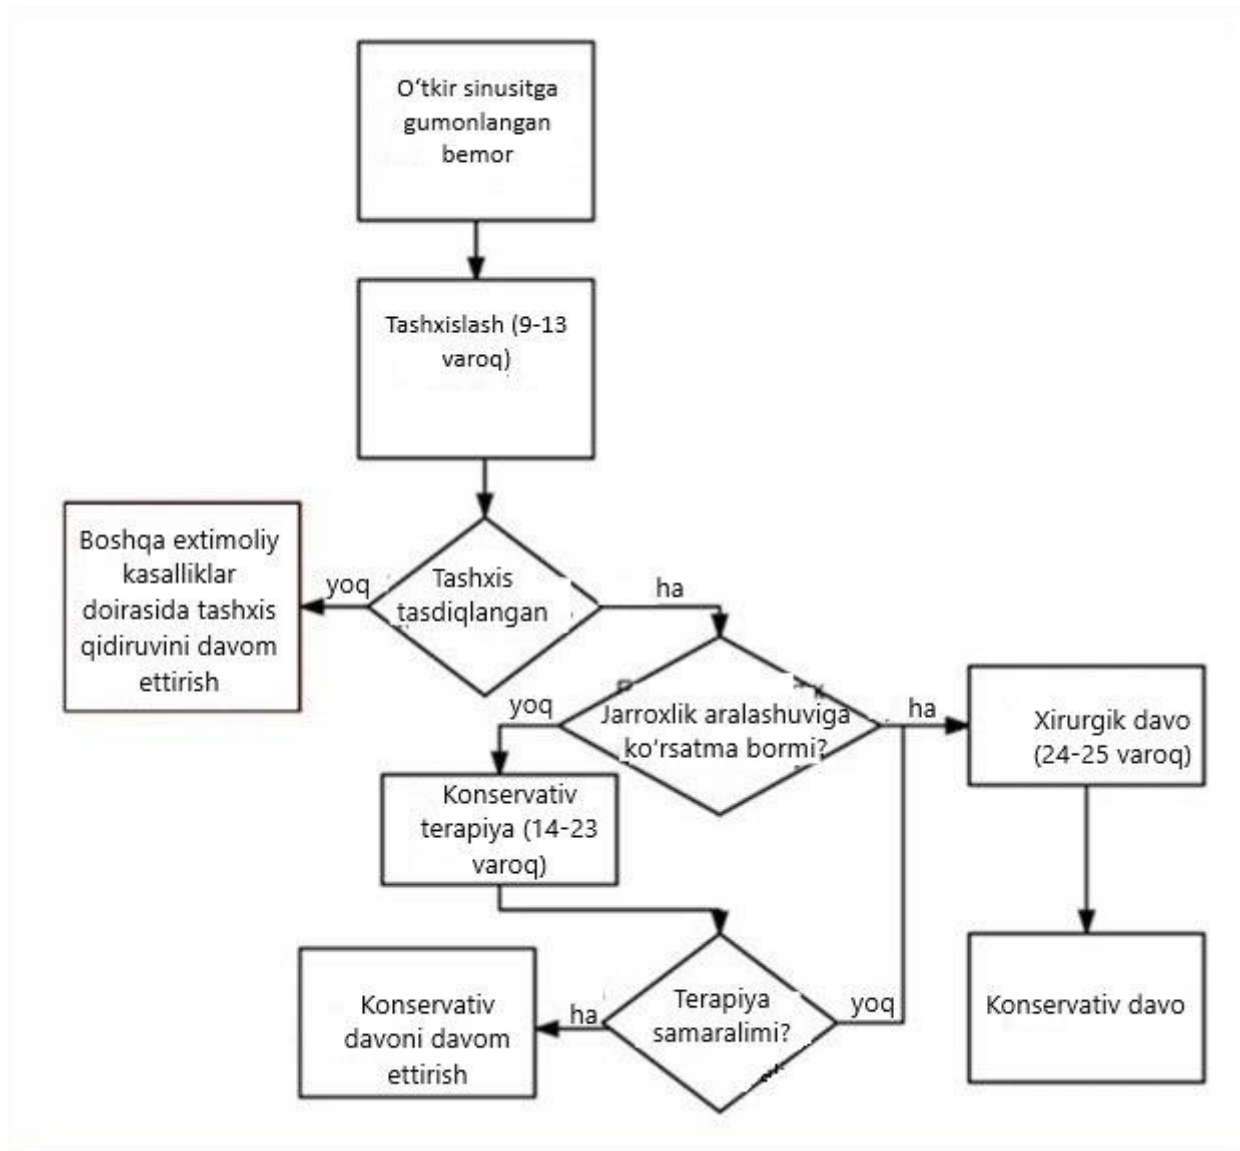 O‘tkir sinusitga
gumonlangan
bemor
Tashxislash (9-13
varoq)
Boshqa extimoliy
kasalliklar
doirasida tashxis
qidiruvini davom
ettirish
yoq
Tashxis
tasdiqlangan
ha
yoq
Jarroxlik aralashuviga
ko‘rsatma bormi?
ha
Xirurgik davo
(24-25 varoq)
Konservativ
terapiya (14-23
varoq)
Konservativ
davoni davom
ettirish
ha
Terapiya
samaralimi?
yoq
Konservativ davo